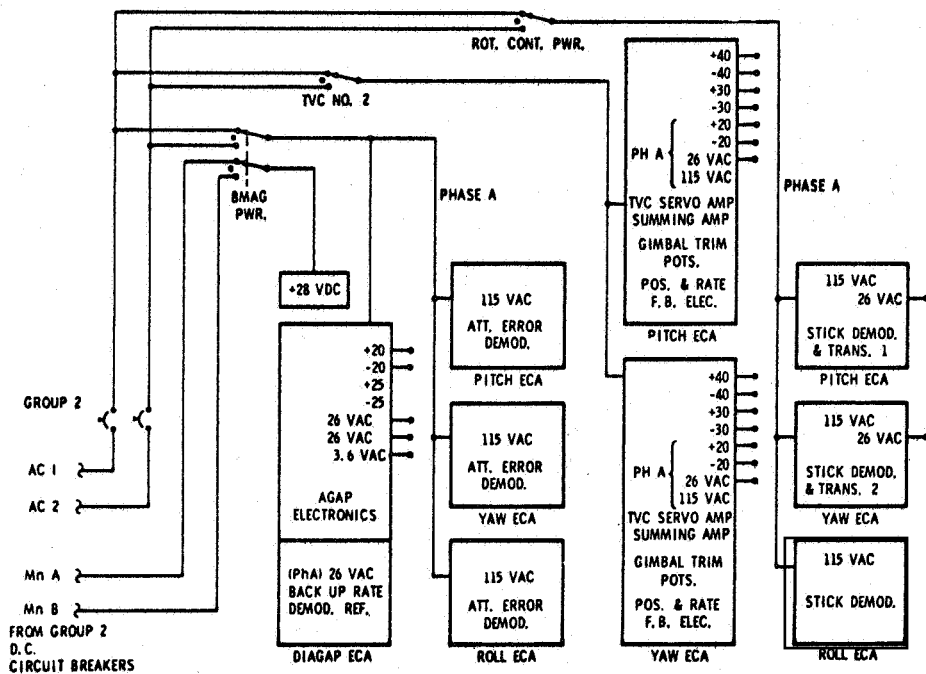 ROT. CONT. PWR.
TVC NO. 2
BMAG
PWR.
+28 VDC
PHASE A
+40
-40
+30
-30
+20
-20
PH A
26 VAC
115 VAC
TVC SERVO AMP
SUMMING AMP
GIMBAL TRIM
POTS.
POS. & RATE
F.B. ELEC.
PITCH ECA
PHASE A
115 VAC
ATT. ERROR
DEMOD.
PITCH ECA
115 VAC
26 VAC
STICK DEMOD.
& TRANS. 1
PITCH ECA
+20
-20
+25
-25
26 VAC
26 VAC
3.6 VAC
AGAP
ELECTRONICS
(PhA) 26 VAC
BACK UP RATE
DEMOD. REF.
DIAGAP ECA
115 VAC
ATT. ERROR
DEMOD.
YAW ECA
+40
-40
+30
-30
+20
-20
PH A
26 VAC
115 VAC
TVC SERVO AMP
SUMMING AMP
GIMBAL TRIM
POTS.
POS. & RATE
F.B. ELEC.
YAW ECA
115 VAC
26 VAC
STICK DEMOD.
& TRANS. 2
YAW ECA
115 VAC
ATT. ERROR
DEMOD.
ROLL ECA
115 VAC
STICK DEMOD.
ROLL ECA
GROUP 2
AC 1
AC 2
Mn A
Mn B
FROM GROUP 2
D.C.
CIRCUIT BREAKERS